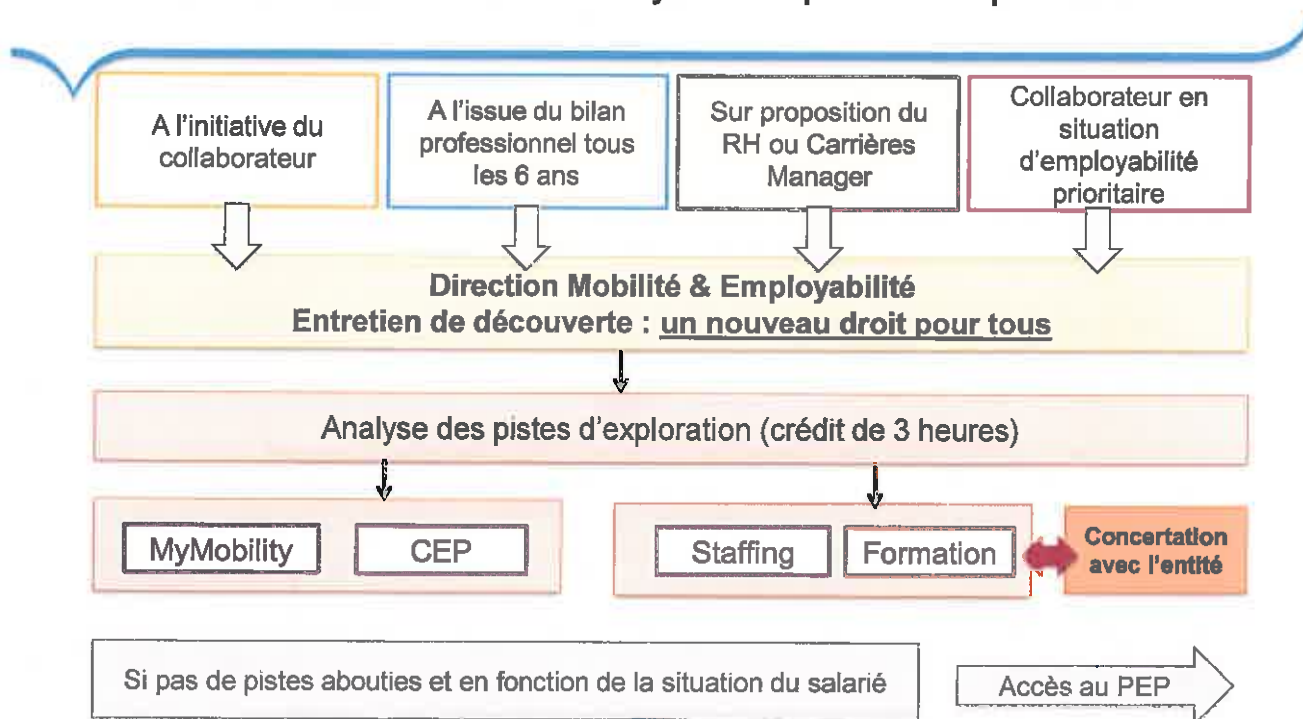 A l'initiative du
collaborateur
A l'issue du bilan
professionnel tous
les 6 ans
Sur proposition du
RH ou Carrières
Manager
Collaborateur en
situation
d'employabilité
prioritaire
Direction Mobilité & Employabilité
Entretien de découverte : un nouveau droit pour tous
Analyse des pistes d'exploration (crédit de 3 heures)
MyMobility
CEP
Staffing
Formation
Concertation
avec l'entité
Si pas de pistes abouties et en fonction de la situation du salarié
Accès au PEP